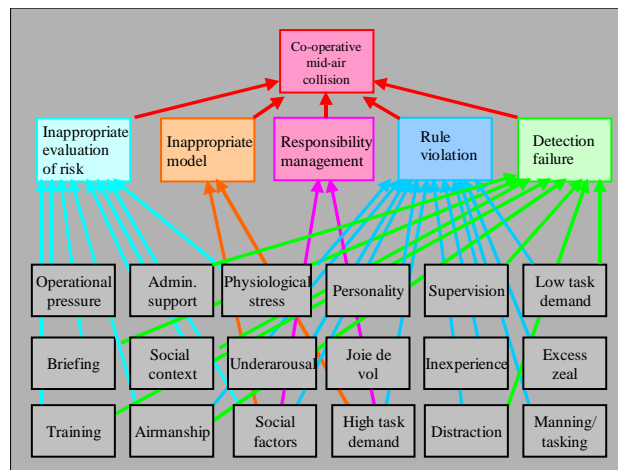 Co-operative
mid-air
collision
Inappropriate
evaluation
of risk
Inappropriate
model
Responsibility
management
Rule
violation
Detection
failure
Operational
pressure
Admin.
support
Physiological
stress
Personality
Supervision
Low task
demand
Briefing
Social
context
Underarousal
Joie de
vol
Inexperience
Excess
zeal
Training
Airmanship
Social
factors
High task
demand
Distraction
Manning/
tasking